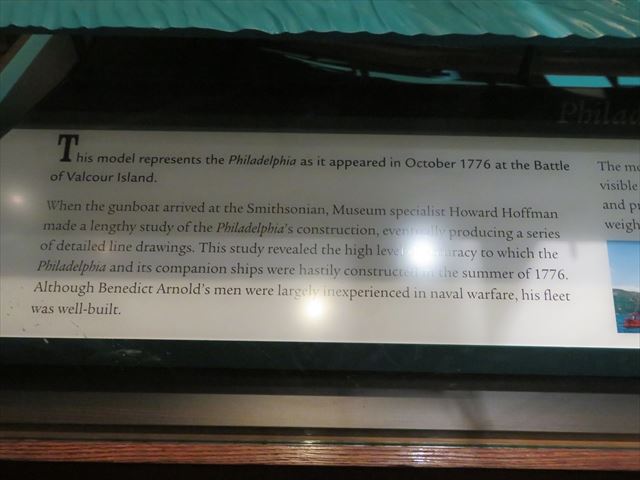 Philad
This model represents the Philadelphia as it appeared in October 1776 at the Battle
of Valcour Island.
When the gunboat arrived at the Smithsonian, Museum specialist Howard Hoffman
made a lengthy study of the Philadelphia's construction, eventually producing a series
of detailed line drawings. This study revealed the high level accuracy to which the
Philadelphia and its companion ships were hastily constructed the summer of 1776.
Although Benedict Arnold's men were largely inexperienced in naval warfare, his fleet
was well-built.
The mo
visible
and pr
weigh